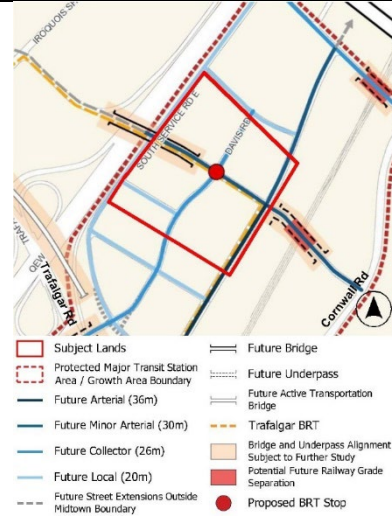 IROQUOIS SH
SOUTH SERVICE RD E
DAVIS RD
TRAF
QEW
Trafalgar Rd
Cornwall Rd
Subject Lands
Protected Major Transit Station
Area / Growth Area Boundary
Future Arterial (36m)
Future Minor Arterial (30m)
Future Collector (26m)
Future Local (20m)
Future Street Extensions Outside
Midtown Boundary
Future Bridge
Future Underpass
Future Active Transportation
Bridge
Trafalgar BRT
Bridge and Underpass Alignment
Subject to Further Study
Potential Future Railway Grade
Separation
Proposed BRT Stop